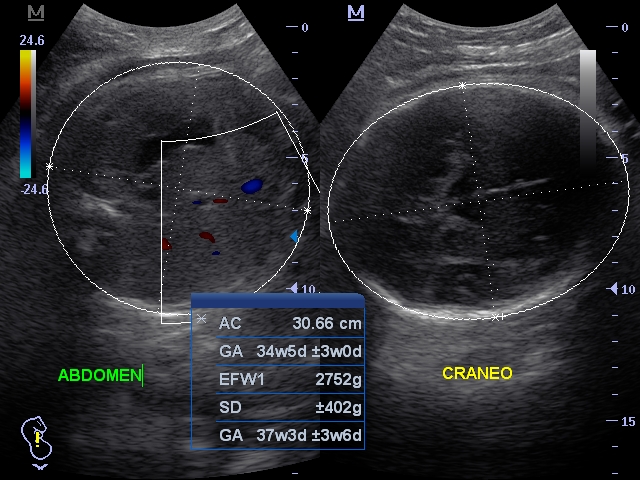 M
24.6
-24.6
0
5
10
ABDOMEN
M
0
5
10
15
CRANEO
AC 30.66 cm
GA 34w5d ±3w0d
EFW1 2752g
SD ±402g
GA 37w3d ±3w6d